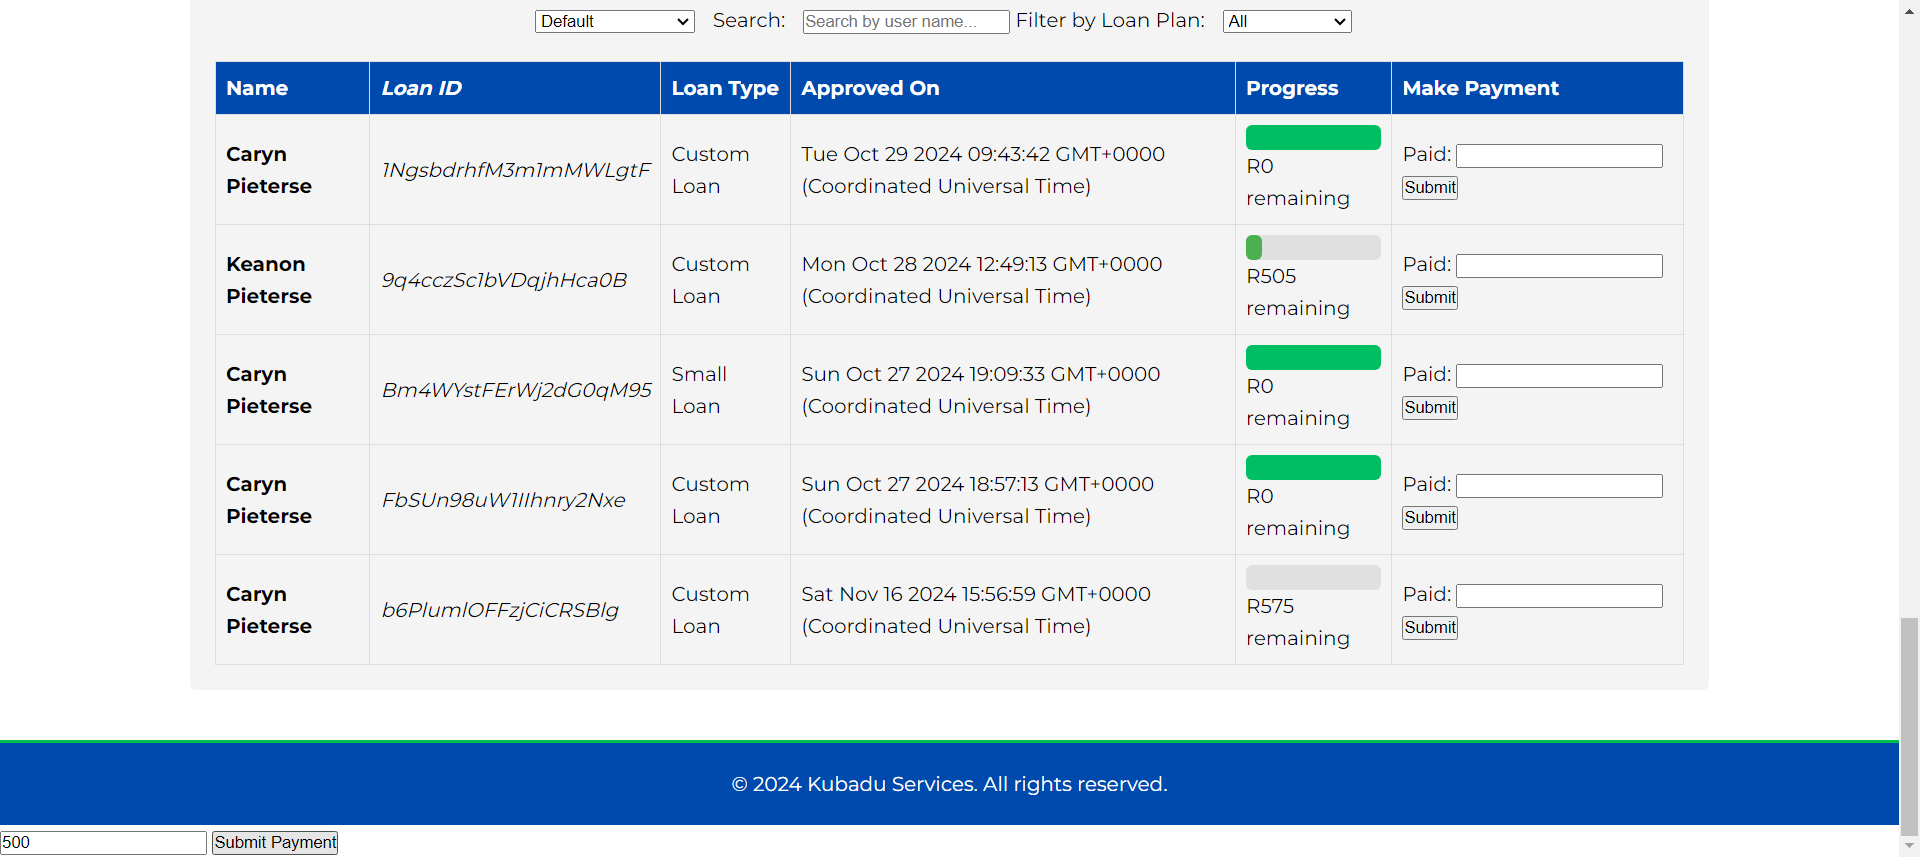 Default Search: Search by user name... Filter by Loan Plan: All
Name Loan ID Loan Type Approved On Progress Make Payment
Caryn Pieterse 1NgsbdrhfM3m1mMWLgtF Custom Loan Tue Oct 29 2024 09:43:42 GMT+0000 (Coordinated Universal Time) R0 remaining Paid: Submit
Keanon Pieterse 9q4cczSc1bVDqjhHca0B Custom Loan Mon Oct 28 2024 12:49:13 GMT+0000 (Coordinated Universal Time) R505 remaining Paid: Submit
Caryn Pieterse Bm4WYstFErWj2dG0qM95 Small Loan Sun Oct 27 2024 19:09:33 GMT+0000 (Coordinated Universal Time) R0 remaining Paid: Submit
Caryn Pieterse FbSUn98uW1IIhnry2Nxe Custom Loan Sun Oct 27 2024 18:57:13 GMT+0000 (Coordinated Universal Time) R0 remaining Paid: Submit
Caryn Pieterse b6PlumlOFFzjCiCRSBlg Custom Loan Sat Nov 16 2024 15:56:59 GMT+0000 (Coordinated Universal Time) R575 remaining Paid: Submit
© 2024 Kubadu Services. All rights reserved.
500 Submit Payment